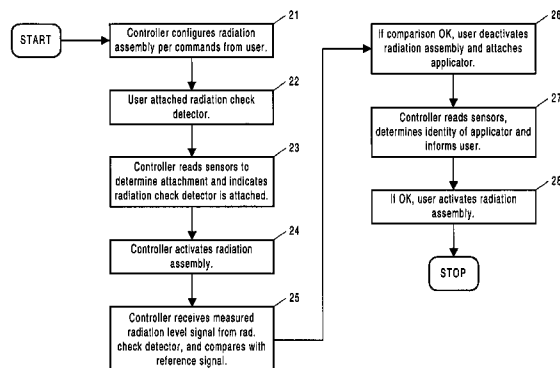 START
21
Controller configures radiation
assembly per commands from user.
22
User attached radiation check
detector.
23
Controller reads sensors to
determine attachment and indicates
radiation check detector is attached.
24
Controller activates radiation
assembly.
25
Controller receives measured
radiation level signal from rad.
check detector, and compares with
reference signal.
26
If comparison OK, user deactivates
radiation assembly and attaches
applicator.
27
Controller reads sensors,
determines identity of applicator and
informs user.
28
If OK, user activates radiation
assembly.
STOP